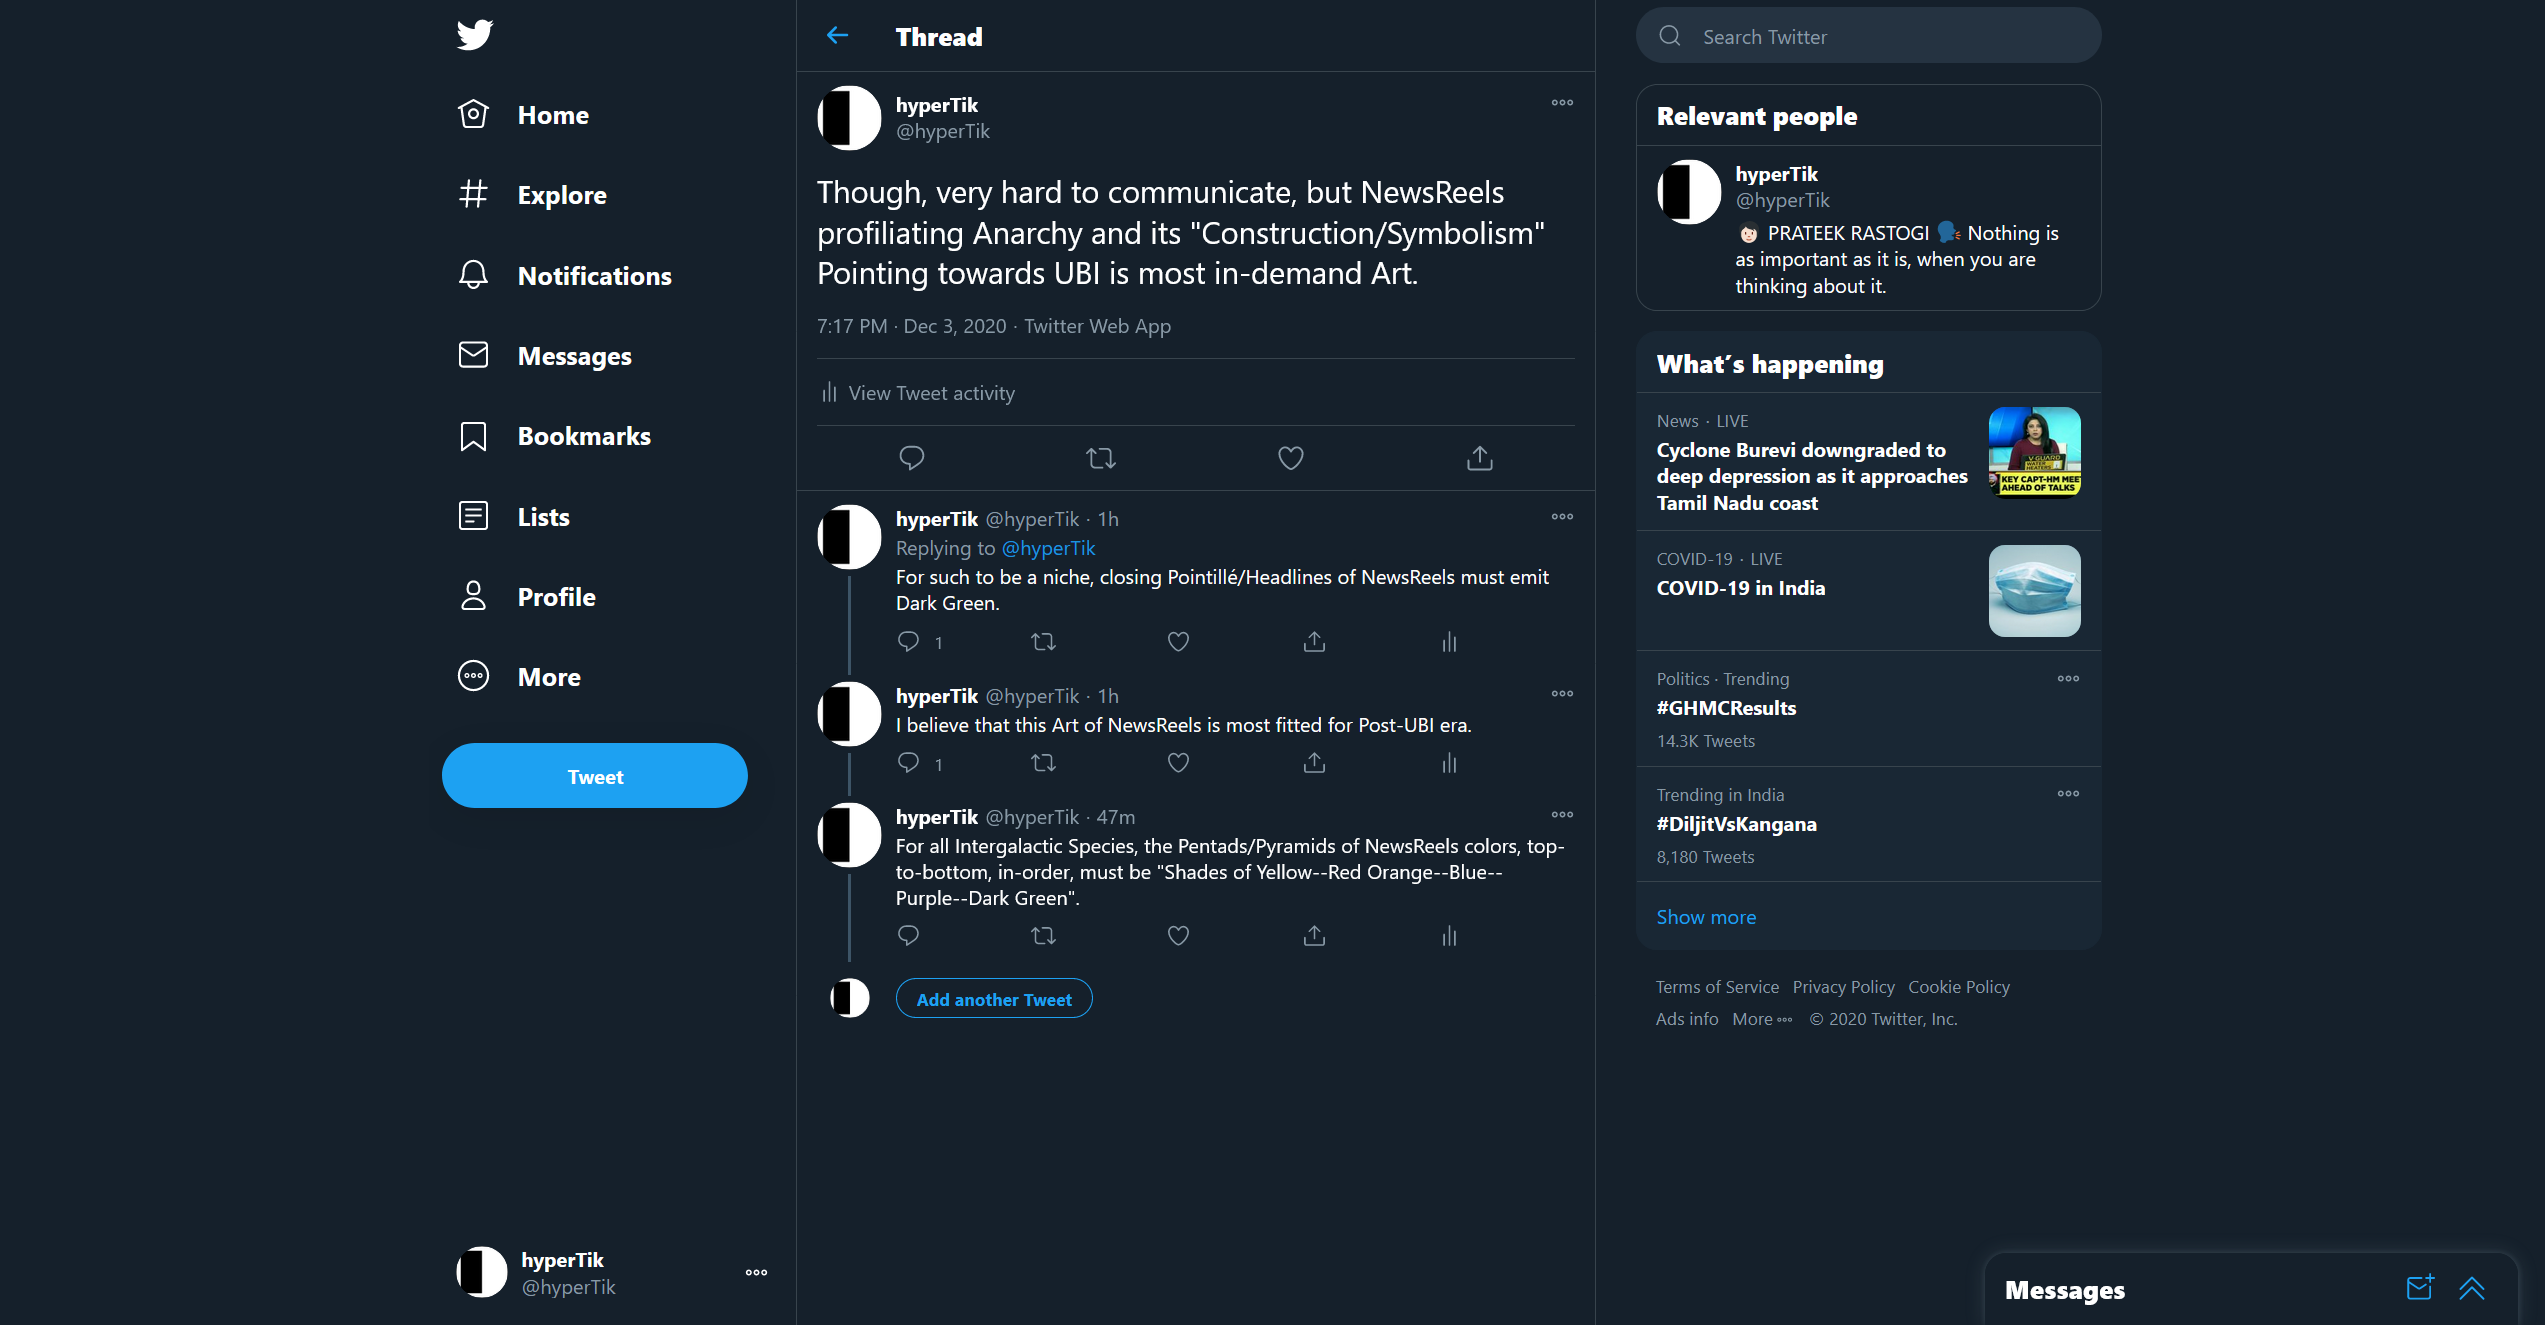 Home
Explore
Notifications
Messages
Bookmarks
Lists
Profile
More
Tweet
hyperTik
@hyperTik
Thread
hyperTik
@hyperTik
Though, very hard to communicate, but NewsReels
profiliating Anarchy and its "Construction/Symbolism"
Pointing towards UBI is most in-demand Art.
7:17 PM · Dec 3, 2020 · Twitter Web App
View Tweet activity
hyperTik @hyperTik · 1h
Replying to @hyperTik
For such to be a niche, closing Pointillé/Headlines of NewsReels must emit
Dark Green.
1
hyperTik @hyperTik · 1h
I believe that this Art of NewsReels is most fitted for Post-UBI era.
1
hyperTik @hyperTik · 47m
For all Intergalactic Species, the Pentads/Pyramids of NewsReels colors, top-
to-bottom, in-order, must be "Shades of Yellow--Red Orange--Blue--
Purple--Dark Green".
Add another Tweet
Search Twitter
Relevant people
hyperTik
@hyperTik
PRATEEK RASTOGI Nothing is
as important as it is, when you are
thinking about it.
What's happening
News · LIVE
Cyclone Burevi downgraded to
deep depression as it approaches
Tamil Nadu coast
V-GUARD
WATER
HEATERS
KEY CAPT-HM MEE
AHEAD OF TALKS
COVID-19 · LIVE
COVID-19 in India
Politics · Trending
#GHMCResults
14.3K Tweets
Trending in India
#DiljitVsKangana
8,180 Tweets
Show more
Terms of Service Privacy Policy Cookie Policy
Ads info More © 2020 Twitter, Inc.
Messages